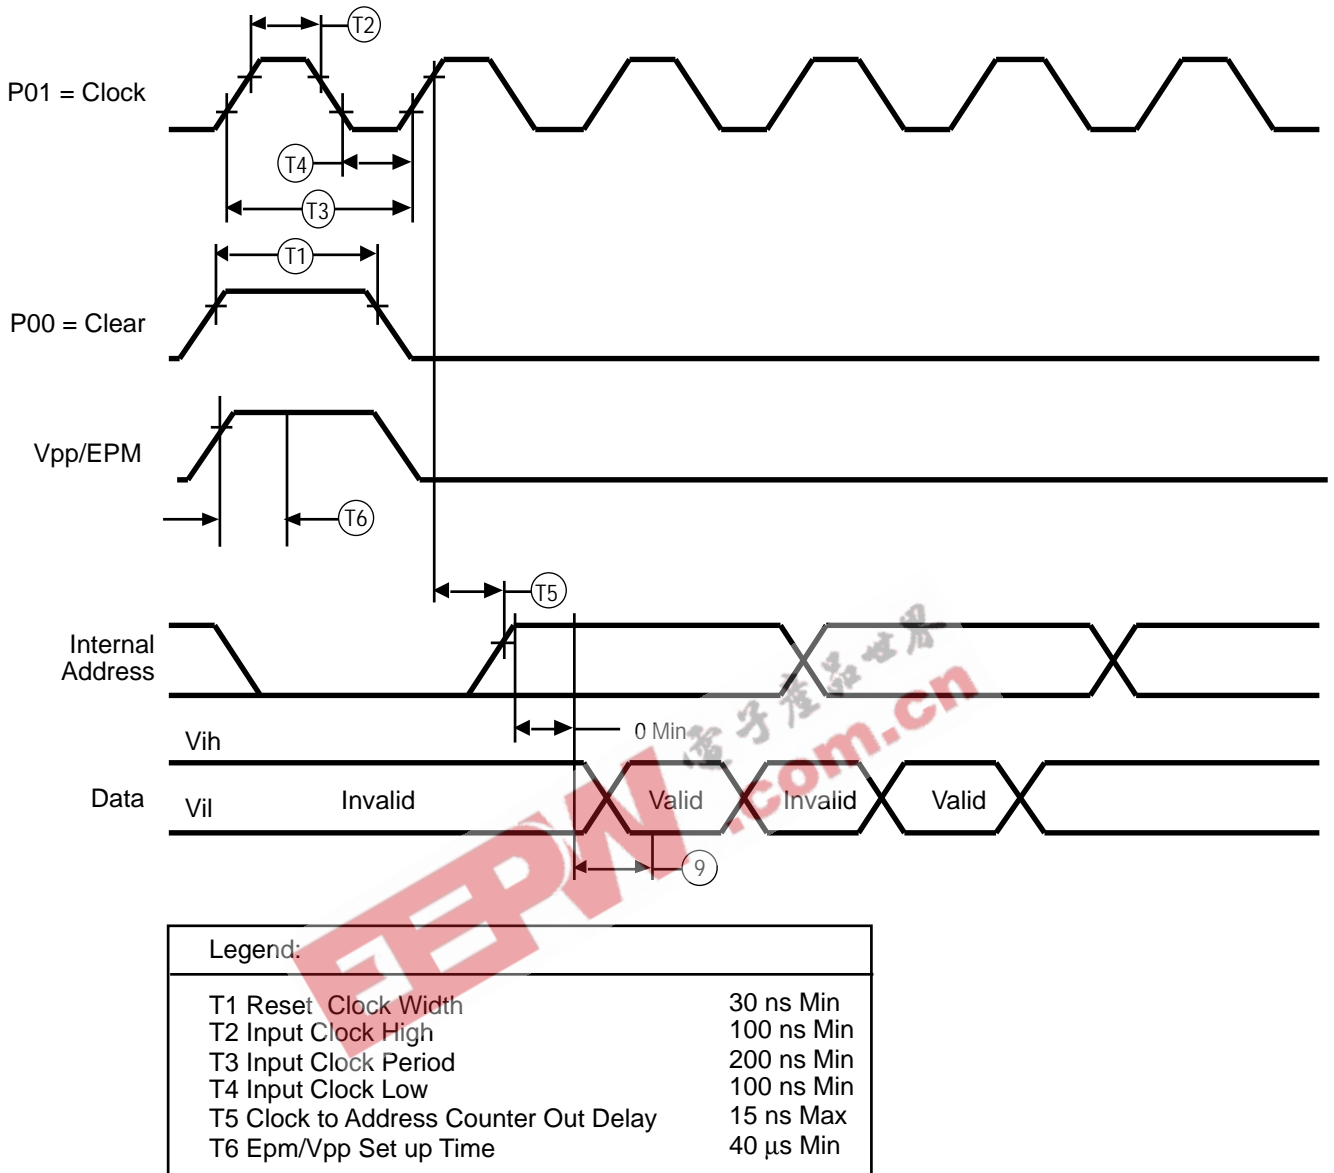 T2
P01 = Clock
T4
T3
T1
P00 = Clear
Vpp/EPM
T6
T5
Internal
Address
0 Min
Vih
Data
Vil
Invalid
Valid
Invalid
Valid
9
電子產品世界
EEPW.com.cn
Legend:
T1 Reset Clock Width 30 ns Min
T2 Input Clock High 100 ns Min
T3 Input Clock Period 200 ns Min
T4 Input Clock Low 100 ns Min
T5 Clock to Address Counter Out Delay 15 ns Max
T6 Epm/Vpp Set up Time 40 μs Min